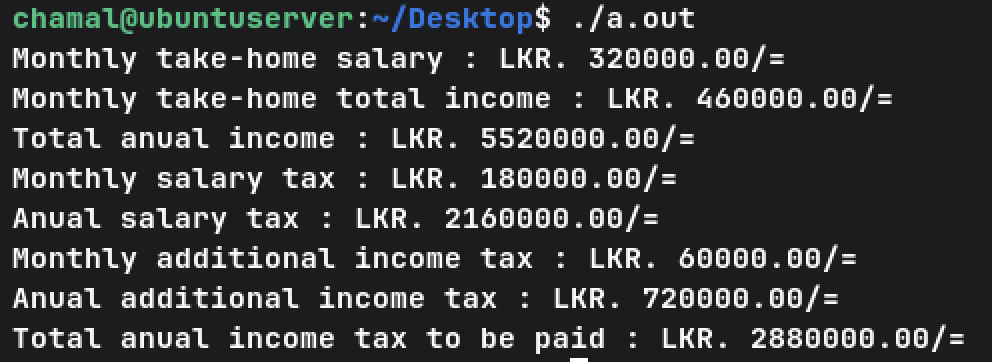 chamal@ubuntuserver:~/Desktop$ ./a.out
Monthly take-home salary : LKR. 320000.00/=
Monthly take-home total income : LKR. 460000.00/=
Total anual income : LKR. 5520000.00/=
Monthly salary tax : LKR. 180000.00/=
Anual salary tax : LKR. 2160000.00/=
Monthly additional income tax : LKR. 60000.00/=
Anual additional income tax : LKR. 720000.00/=
Total anual income tax to be paid : LKR. 2880000.00/=